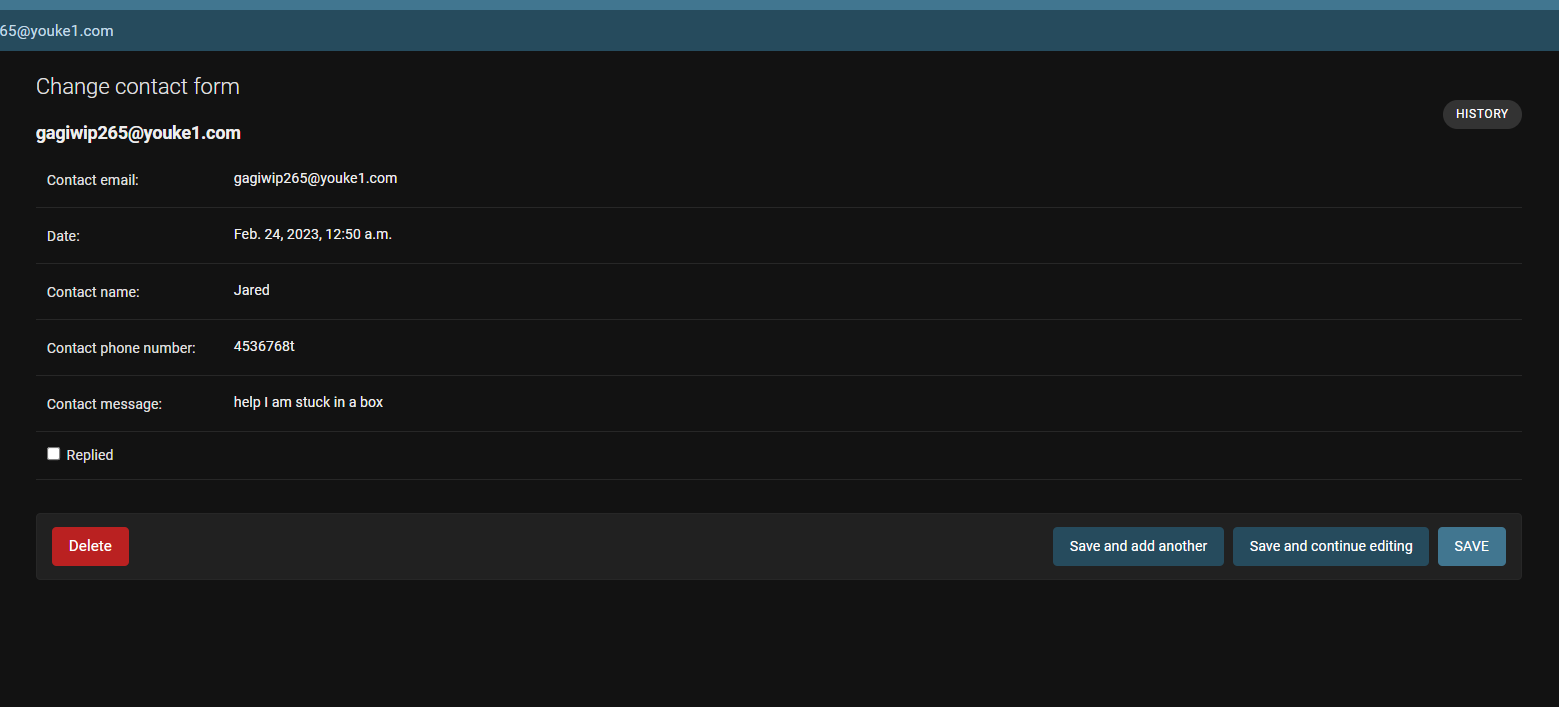 65@youke1.com
Change contact form
HISTORY
gagiwip265@youke1.com
Contact email: gagiwip265@youke1.com
Date: Feb. 24, 2023, 12:50 a.m.
Contact name: Jared
Contact phone number: 4536768t
Contact message: help I am stuck in a box
Replied
Delete Save and add another Save and continue editing SAVE